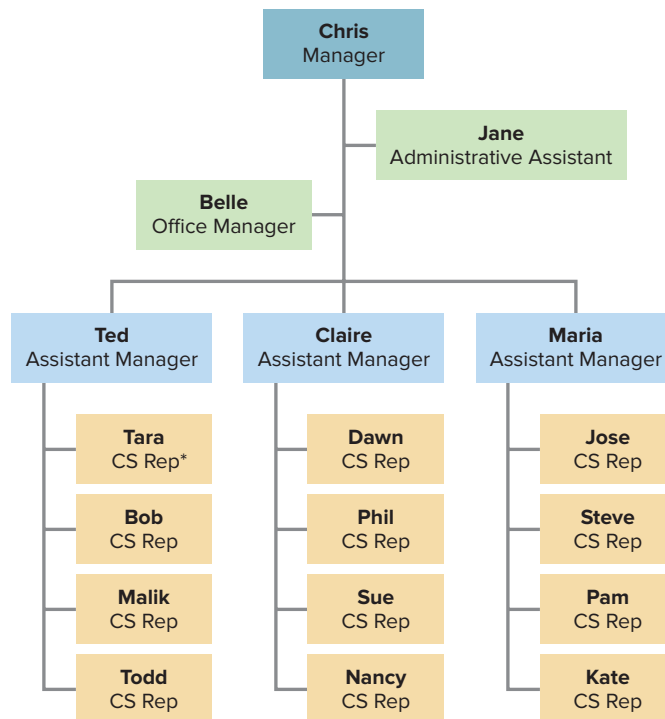 Chris
Manager
Jane
Administrative Assistant
Belle
Office Manager
Ted
Assistant Manager
Claire
Assistant Manager
Maria
Assistant Manager
Tara
CS Rep*
Dawn
CS Rep
Jose
CS Rep
Bob
CS Rep
Phil
CS Rep
Steve
CS Rep
Malik
CS Rep
Sue
CS Rep
Pam
CS Rep
Todd
CS Rep
Nancy
CS Rep
Kate
CS Rep